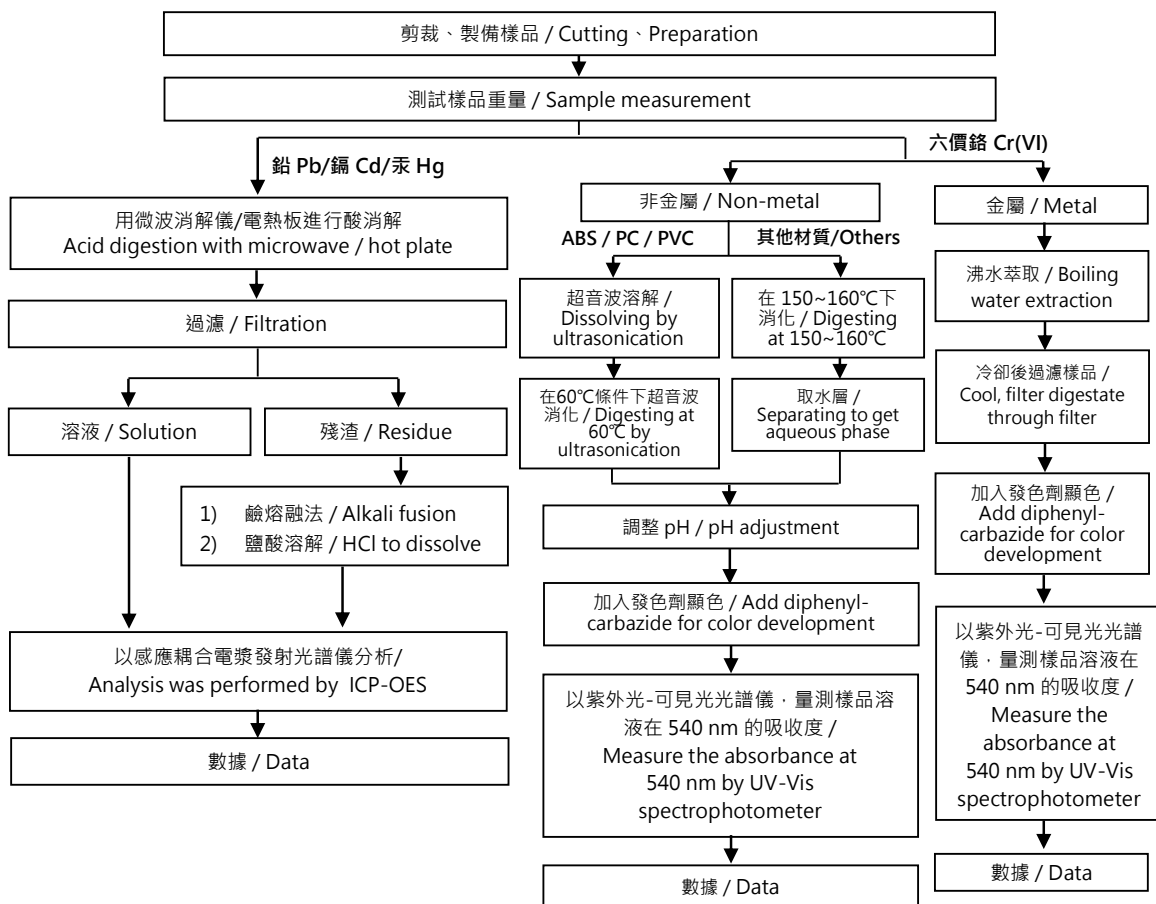 剪裁、製備樣品 / Cutting、Preparation
測試樣品重量 / Sample measurement
鉛 Pb/鎘 Cd/汞 Hg
用微波消解儀/電熱板進行酸消解
Acid digestion with microwave / hot plate
過濾 / Filtration
溶液 / Solution
殘渣 / Residue
1) 鹼熔融法 / Alkali fusion
2) 鹽酸溶解 / HCl to dissolve
以感應耦合電漿發射光譜儀分析/
Analysis was performed by ICP-OES
數據 / Data
六價鉻 Cr(VI)
非金屬 / Non-metal
ABS / PC / PVC
其他材質/Others
超音波溶解 /
Dissolving by
ultrasonication
在60℃條件下超音波
消化 / Digesting at
60℃ by
ultrasonication
在 150~160℃下
消化 / Digesting
at 150~160℃
取水層 /
Separating to get
aqueous phase
調整 pH / pH adjustment
加入發色劑顯色 / Add diphenyl-
carbazide for color development
以紫外光-可見光光譜儀，量測樣品溶
液在 540 nm 的吸收度 /
Measure the absorbance at
540 nm by UV-Vis
spectrophotometer
數據 / Data
金屬 / Metal
沸水萃取 / Boiling
water extraction
冷卻後過濾樣品 /
Cool, filter digestate
through filter
加入發色劑顯色 /
Add diphenyl-
carbazide for color
development
以紫外光-可見光光譜
儀，量測樣品溶液在
540 nm 的吸收度 /
Measure the
absorbance at
540 nm by UV-Vis
spectrophotometer
數據 / Data